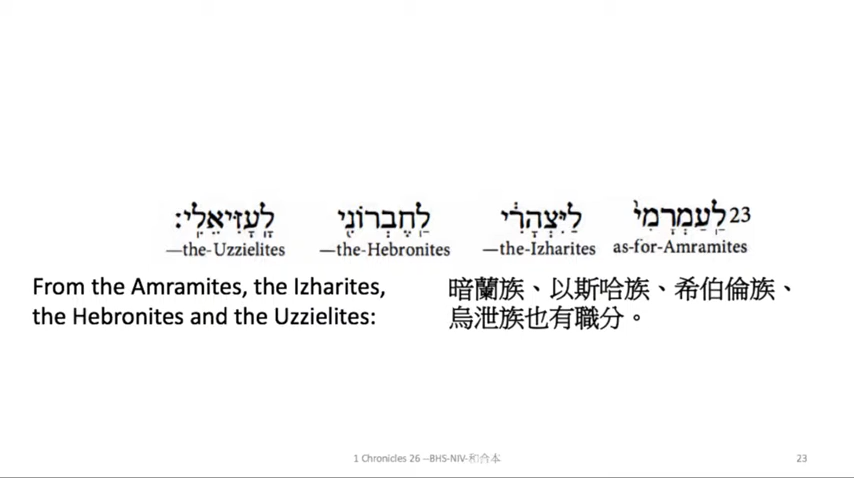 23 לַֽעַמְרָמִי֙ לַיִּצְהָרִ֔י לַֽחֶבְרוֹנִ֖י לָֽעָזִּיאֵלִֽי׃
as-for-Amramites —the-Izharites —the-Hebronites —the-Uzzielites
From the Amramites, the Izharites,
the Hebronites and the Uzzielites:
暗蘭族、以斯哈族、希伯倫族、
烏泄族也有職分。
1 Chronicles 26 --BHS-NIV-和合本
23